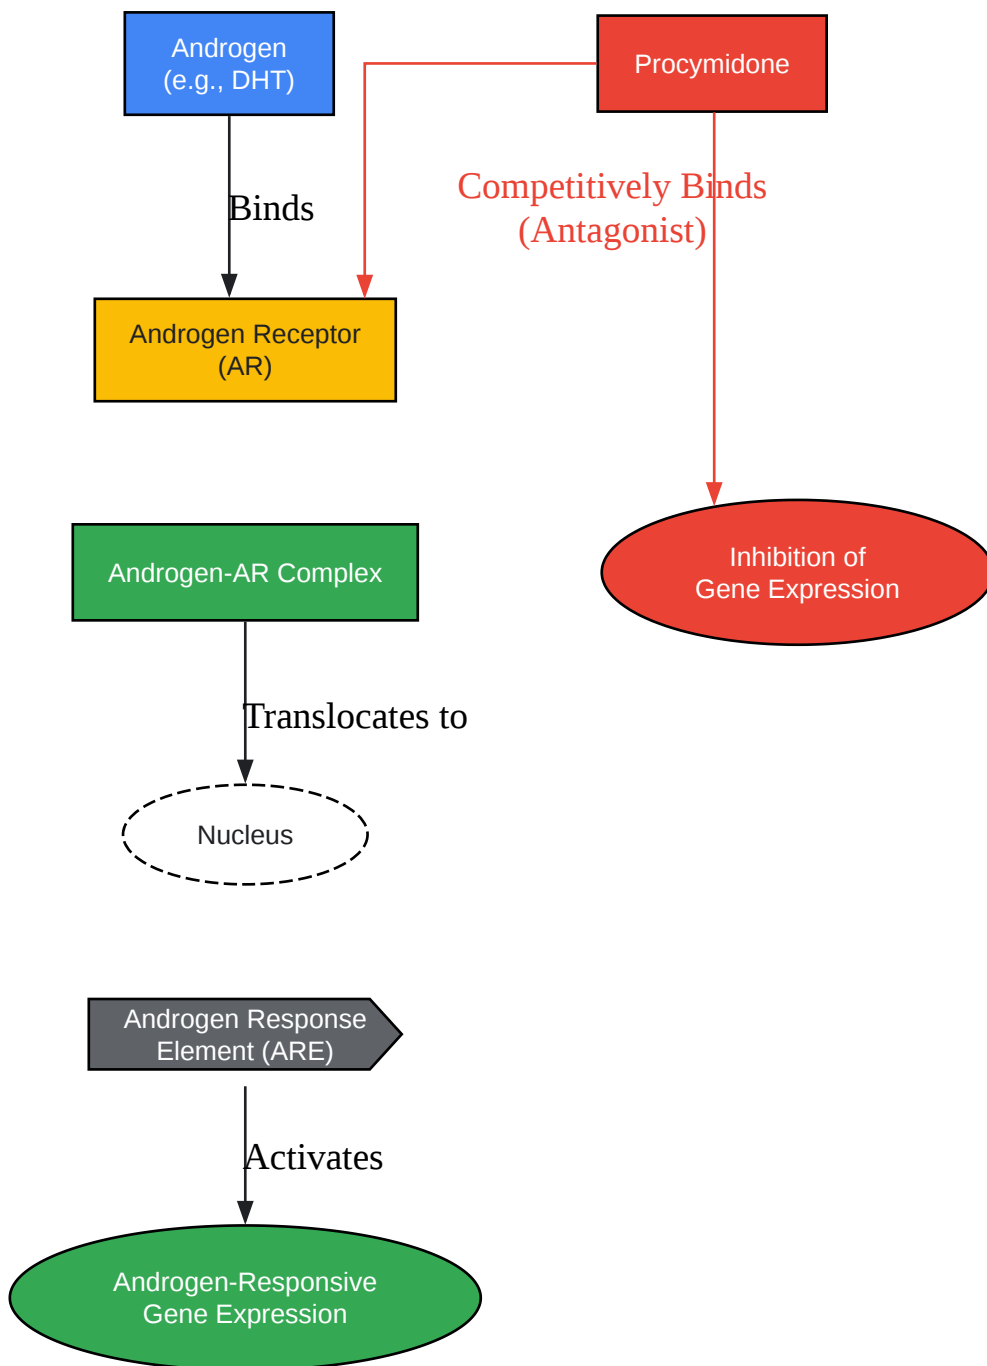 Androgen
(e.g., DHT)
Procymidone
Binds
Competitively Binds
(Antagonist)
Androgen Receptor
(AR)
Androgen-AR Complex
Inhibition of
Gene Expression
Translocates to
Nucleus
Androgen Response
Element (ARE)
Activates
Androgen-Responsive
Gene Expression